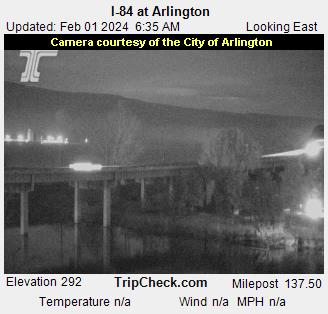 I-84 at Arlington
Updated: Feb 01 2024 6:35 AM Looking East
Camera courtesy of the City of Arlington
Elevation 292 TripCheck.com Milepost 137.50
Temperature n/a Wind n/a MPH n/a